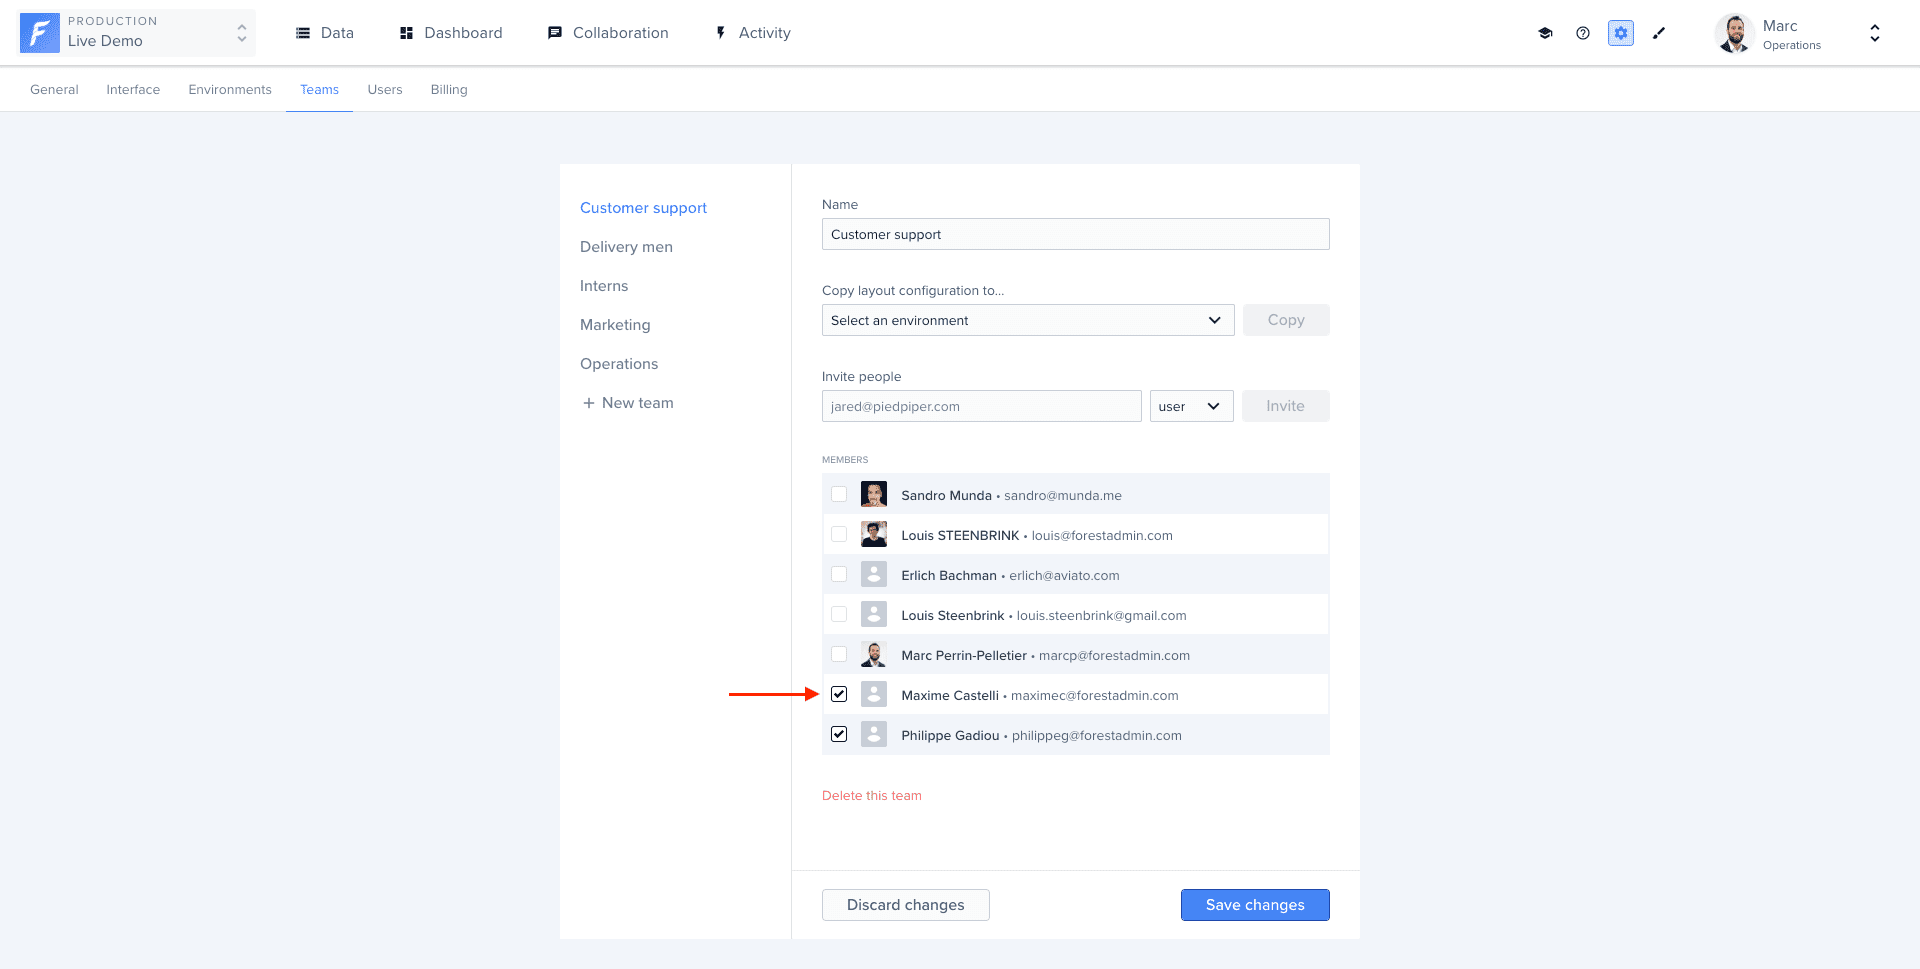 PRODUCTION
Live Demo
Data
Dashboard
Collaboration
Activity
Marc
Operations
General
Interface
Environments
Teams
Users
Billing
Customer support
Delivery men
Interns
Marketing
Operations
+ New team
Name
Customer support
Copy layout configuration to...
Select an environment
Copy
Invite people
jared@piedpiper.com
user
Invite
MEMBERS
Sandro Munda • sandro@munda.me
Louis STEENBRINK • louis@forestadmin.com
Erlich Bachman • erlich@aviato.com
Louis Steenbrink • louis.steenbrink@gmail.com
Marc Perrin-Pelletier • marcp@forestadmin.com
Maxime Castelli • maximec@forestadmin.com
Philippe Gadiou • philippeg@forestadmin.com
Delete this team
Discard changes
Save changes